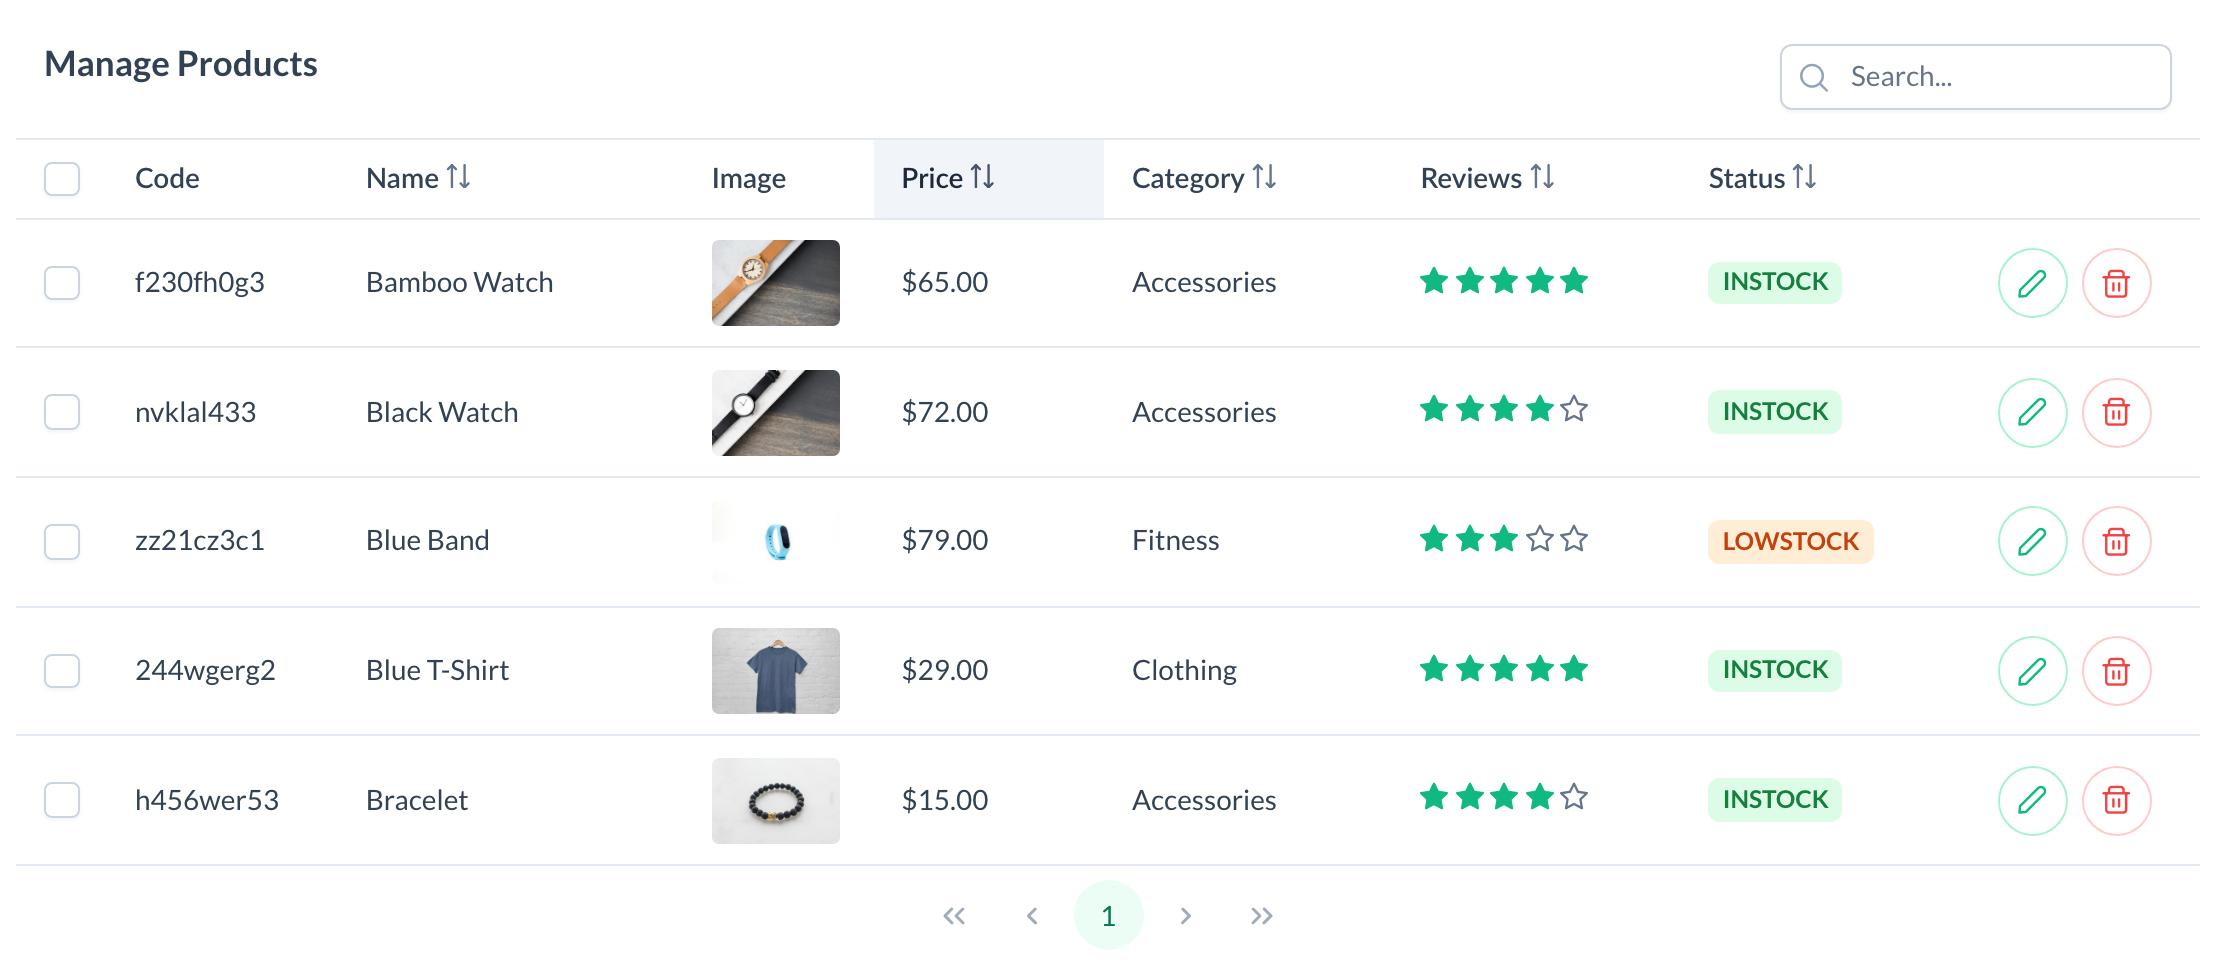 Manage Products
Search...
Code Name Image Price Category Reviews Status
f230fh0g3 Bamboo Watch $65.00 Accessories INSTOCK
nvklal433 Black Watch $72.00 Accessories INSTOCK
zz21cz3c1 Blue Band $79.00 Fitness LOWSTOCK
244wgerg2 Blue T-Shirt $29.00 Clothing INSTOCK
h456wer53 Bracelet $15.00 Accessories INSTOCK
1